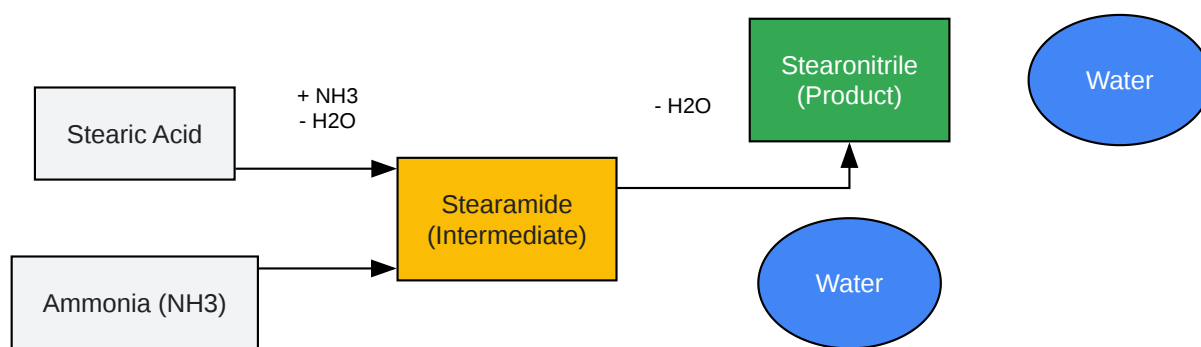 Stearonitrile
(Product)
Water
+ NH3
- H2O
- H2O
Stearic Acid
Stearamide
(Intermediate)
Water
Ammonia (NH3)